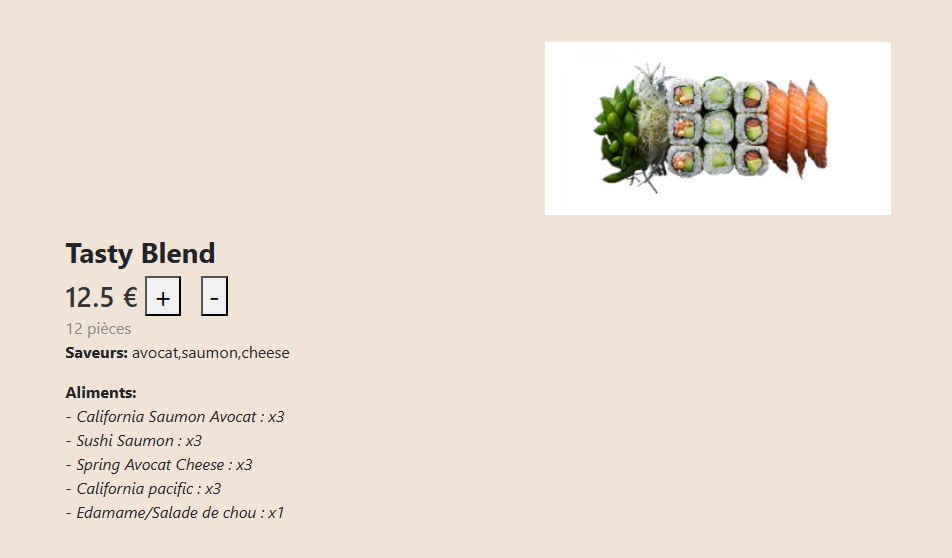 Tasty Blend
12.5 € + -
12 pièces
Saveurs: avocat,saumon,cheese
Aliments:
- California Saumon Avocat : x3
- Sushi Saumon : x3
- Spring Avocat Cheese : x3
- California pacific : x3
- Edamame/Salade de chou : x1